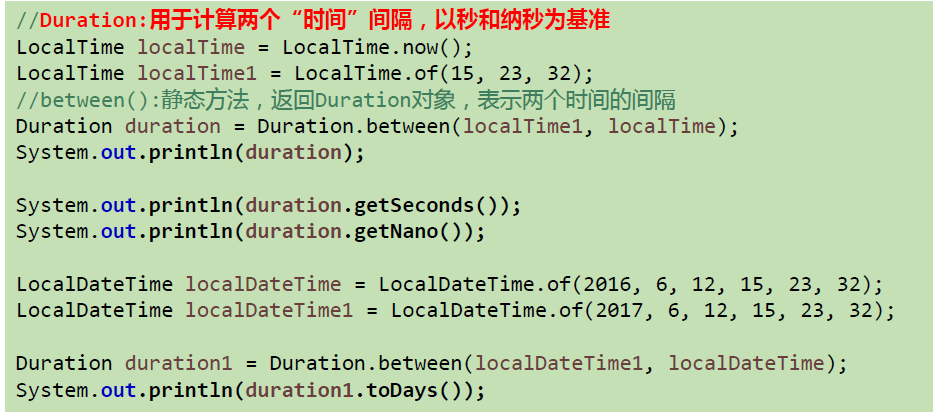 //Duration:用于计算两个“时间”间隔，以秒和纳秒为基准
LocalTime localTime = LocalTime.now();
LocalTime localTime1 = LocalTime.of(15, 23, 32);
//between():静态方法，返回Duration对象，表示两个时间的间隔
Duration duration = Duration.between(localTime1, localTime);
System.out.println(duration);
System.out.println(duration.getSeconds());
System.out.println(duration.getNano());
LocalDateTime localDateTime = LocalDateTime.of(2016, 6, 12, 15, 23, 32);
LocalDateTime localDateTime1 = LocalDateTime.of(2017, 6, 12, 15, 23, 32);
Duration duration1 = Duration.between(localDateTime1, localDateTime);
System.out.println(duration1.toDays());